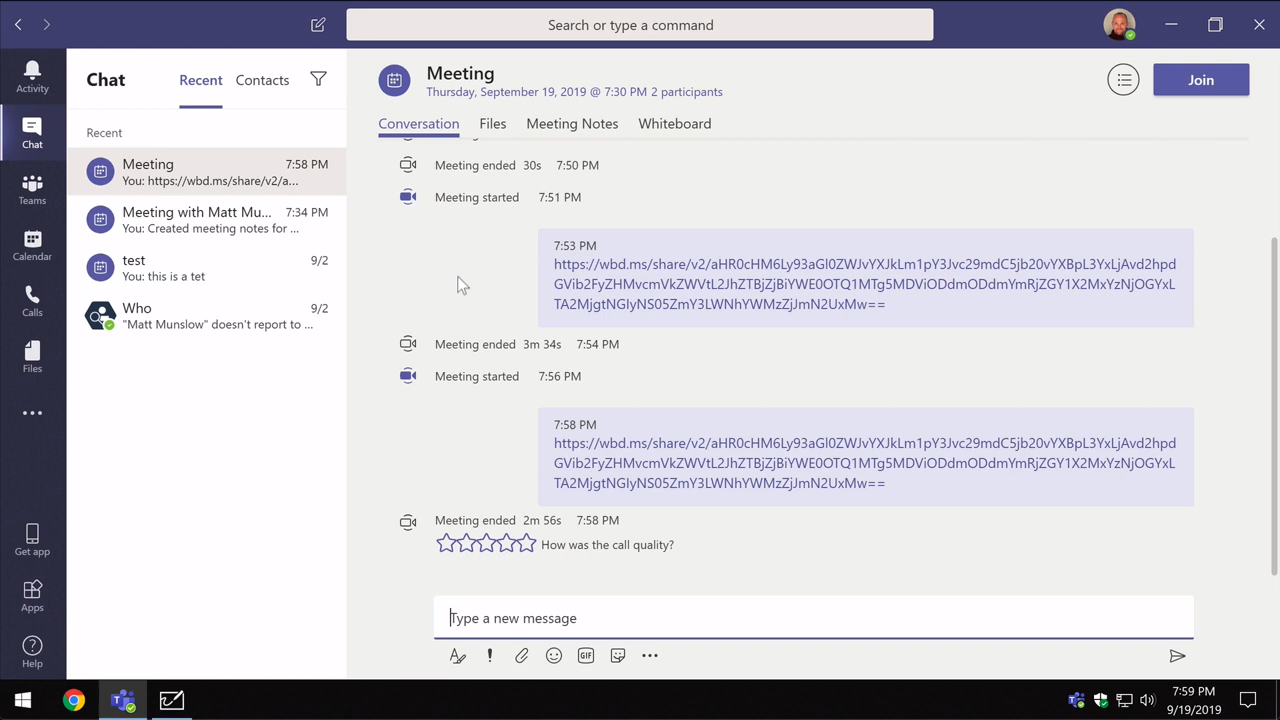 Search or type a command
Activity
Chat
Teams
Calendar
Calls
Files
Get app
Apps
Help
Chat
Recent
Contacts
Recent
Meeting 7:58 PM
You: https://wbd.ms/share/v2/a...
Meeting with Matt Mu... 7:34 PM
You: Created meeting notes for ...
test 9/2
You: this is a tet
Who 9/2
"Matt Munslow" doesn't report to ...
Meeting
Thursday, September 19, 2019 @ 7:30 PM 2 participants
Join
Conversation Files Meeting Notes Whiteboard
Meeting ended 30s 7:50 PM
Meeting started 7:51 PM
7:53 PM
https://wbd.ms/share/v2/aHR0cHM6Ly93aGl0ZWJvYXJkLm1pY3Jvc29mdC5jb20vYXBpL3YxLjAvd2hpd
GVib2FyZHMvcmVkZWVtL2JhZTBjZjBiYWE0OTQ1MTg5MDViODdmODdmYmRjZGY1X2MxYzNjOGYxL
TA2MjgtNGIyNS05ZmY3LWNhYWMzZjJmN2UxMw==
Meeting ended 3m 34s 7:54 PM
Meeting started 7:56 PM
7:58 PM
https://wbd.ms/share/v2/aHR0cHM6Ly93aGl0ZWJvYXJkLm1pY3Jvc29mdC5jb20vYXBpL3YxLjAvd2hpd
GVib2FyZHMvcmVkZWVtL2JhZTBjZjBiYWE0OTQ1MTg5MDViODdmODdmYmRjZGY1X2MxYzNjOGYxL
TA2MjgtNGIyNS05ZmY3LWNhYWMzZjJmN2UxMw==
Meeting ended 2m 56s 7:58 PM
How was the call quality?
Type a new message
GIF
7:59 PM
9/19/2019